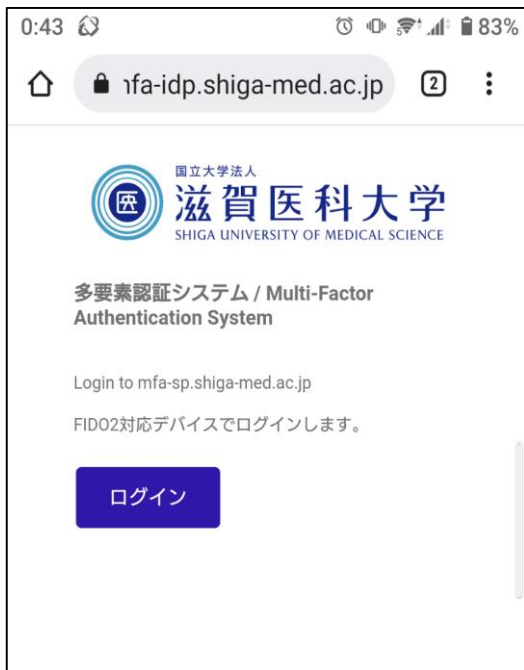 0:43 83%
nfa-idp.shiga-med.ac.jp 2
国立大学法人
滋賀医科大学
SHIGA UNIVERSITY OF MEDICAL SCIENCE
多要素認証システム / Multi-Factor
Authentication System
Login to mfa-sp.shiga-med.ac.jp
FIDO2対応デバイスでログインします。
ログイン